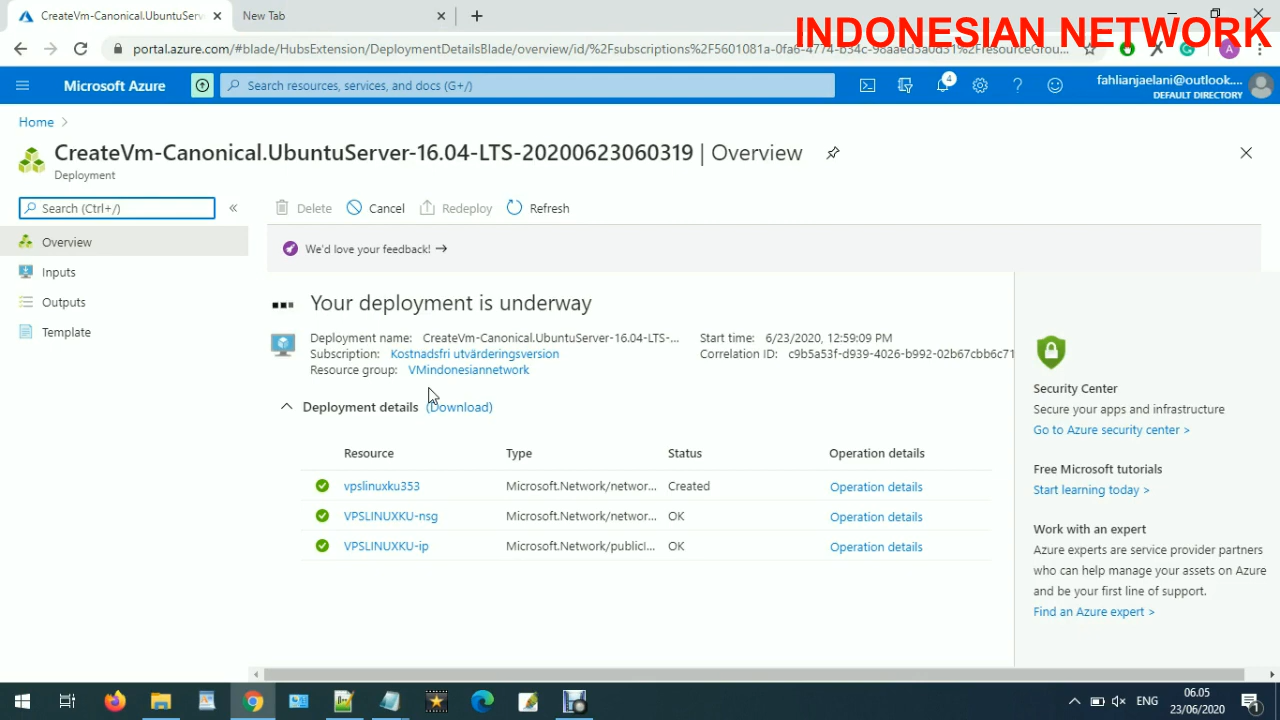 CreateVm-Canonical.UbuntuServ
New Tab
INDONESIAN NETWORK
portal.azure.com/#blade/HubsExtension/DeploymentDetailsBlade/overview/id/%2Fsubscriptions%2F5601081a-0fa6-4774-b54c-98aaed3a0d31%2FresourceGrou...
Microsoft Azure
Search resources, services, and docs (G+/)
4
fahlianjaelani@outlook....
DEFAULT DIRECTORY
Home
CreateVm-Canonical.UbuntuServer-16.04-LTS-20200623060319 | Overview
Deployment
Search (Ctrl+/)
Delete
Cancel
Redeploy
Refresh
Overview
Inputs
Outputs
Template
We'd love your feedback!
Your deployment is underway
Deployment name: CreateVm-Canonical.UbuntuServer-16.04-LTS-...
Subscription: Kostnadsfri utvärderingsversion
Resource group: VMindonesiannetwork
Start time: 6/23/2020, 12:59:09 PM
Correlation ID: c9b5a53f-d939-4026-b992-02b67cbb6c71
Deployment details (Download)
Resource Type Status Operation details
vpslinuxku353 Microsoft.Network/networ... Created Operation details
VPSLINUXKU-nsg Microsoft.Network/networ... OK Operation details
VPSLINUXKU-ip Microsoft.Network/publicI... OK Operation details
Security Center
Secure your apps and infrastructure
Go to Azure security center >
Free Microsoft tutorials
Start learning today >
Work with an expert
Azure experts are service provider partners
who can help manage your assets on Azure
and be your first line of support.
Find an Azure expert >
ENG
06.05
23/06/2020
1